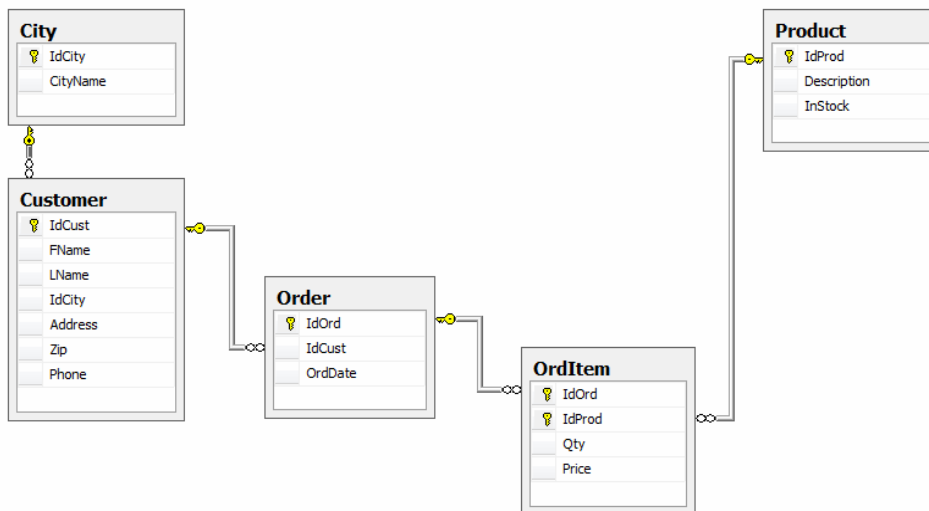 City
IdCity
CityName
Product
IdProd
Description
InStock
Customer
IdCust
FName
LName
IdCity
Address
Zip
Phone
Order
IdOrd
IdCust
OrdDate
OrdItem
IdOrd
IdProd
Qty
Price